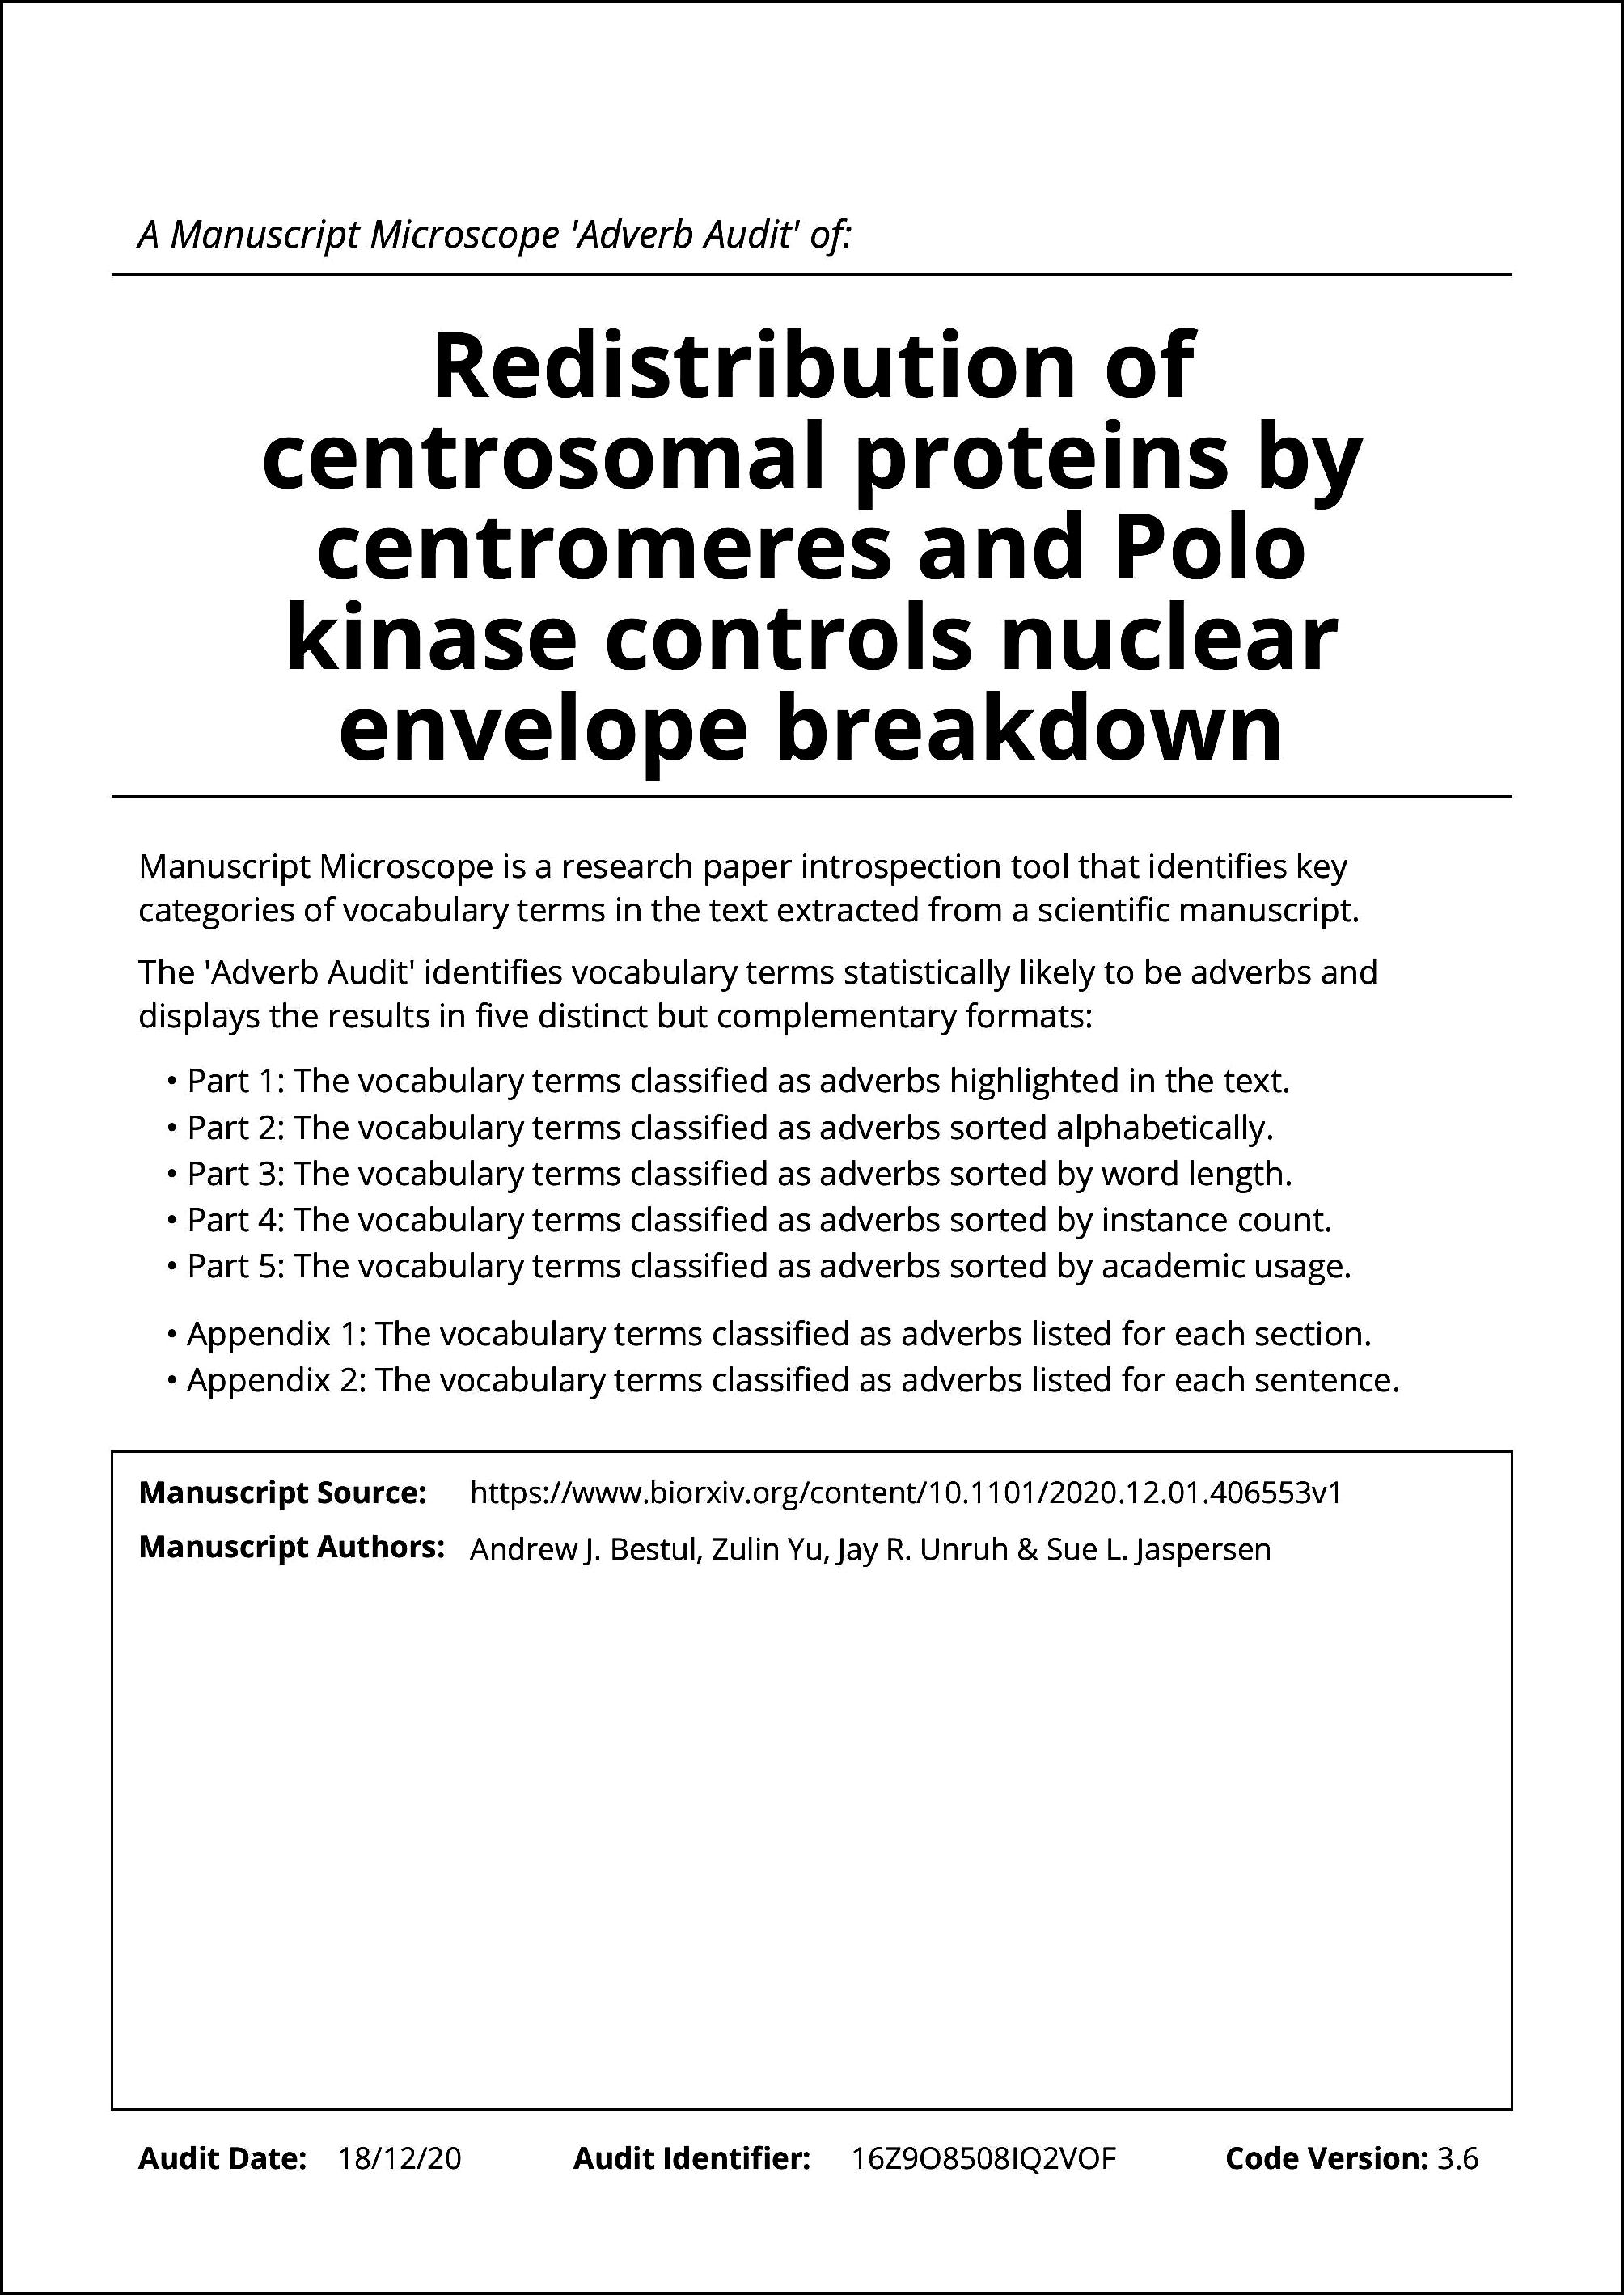 A Manuscript Microscope 'Adverb Audit' of:
Redistribution of
centrosomal proteins by
centromeres and Polo
kinase controls nuclear
envelope breakdown
Manuscript Microscope is a research paper introspection tool that identifies key
categories of vocabulary terms in the text extracted from a scientific manuscript.
The 'Adverb Audit' identifies vocabulary terms statistically likely to be adverbs and
displays the results in five distinct but complementary formats:
• Part 1: The vocabulary terms classified as adverbs highlighted in the text.
• Part 2: The vocabulary terms classified as adverbs sorted alphabetically.
• Part 3: The vocabulary terms classified as adverbs sorted by word length.
• Part 4: The vocabulary terms classified as adverbs sorted by instance count.
• Part 5: The vocabulary terms classified as adverbs sorted by academic usage.
• Appendix 1: The vocabulary terms classified as adverbs listed for each section.
• Appendix 2: The vocabulary terms classified as adverbs listed for each sentence.
Manuscript Source: https://www.biorxiv.org/content/10.1101/2020.12.01.406553v1
Manuscript Authors: Andrew J. Bestul, Zulin Yu, Jay R. Unruh & Sue L. Jaspersen
Audit Date: 18/12/20 Audit Identifier: 16Z9O8508IQ2VOF Code Version: 3.6